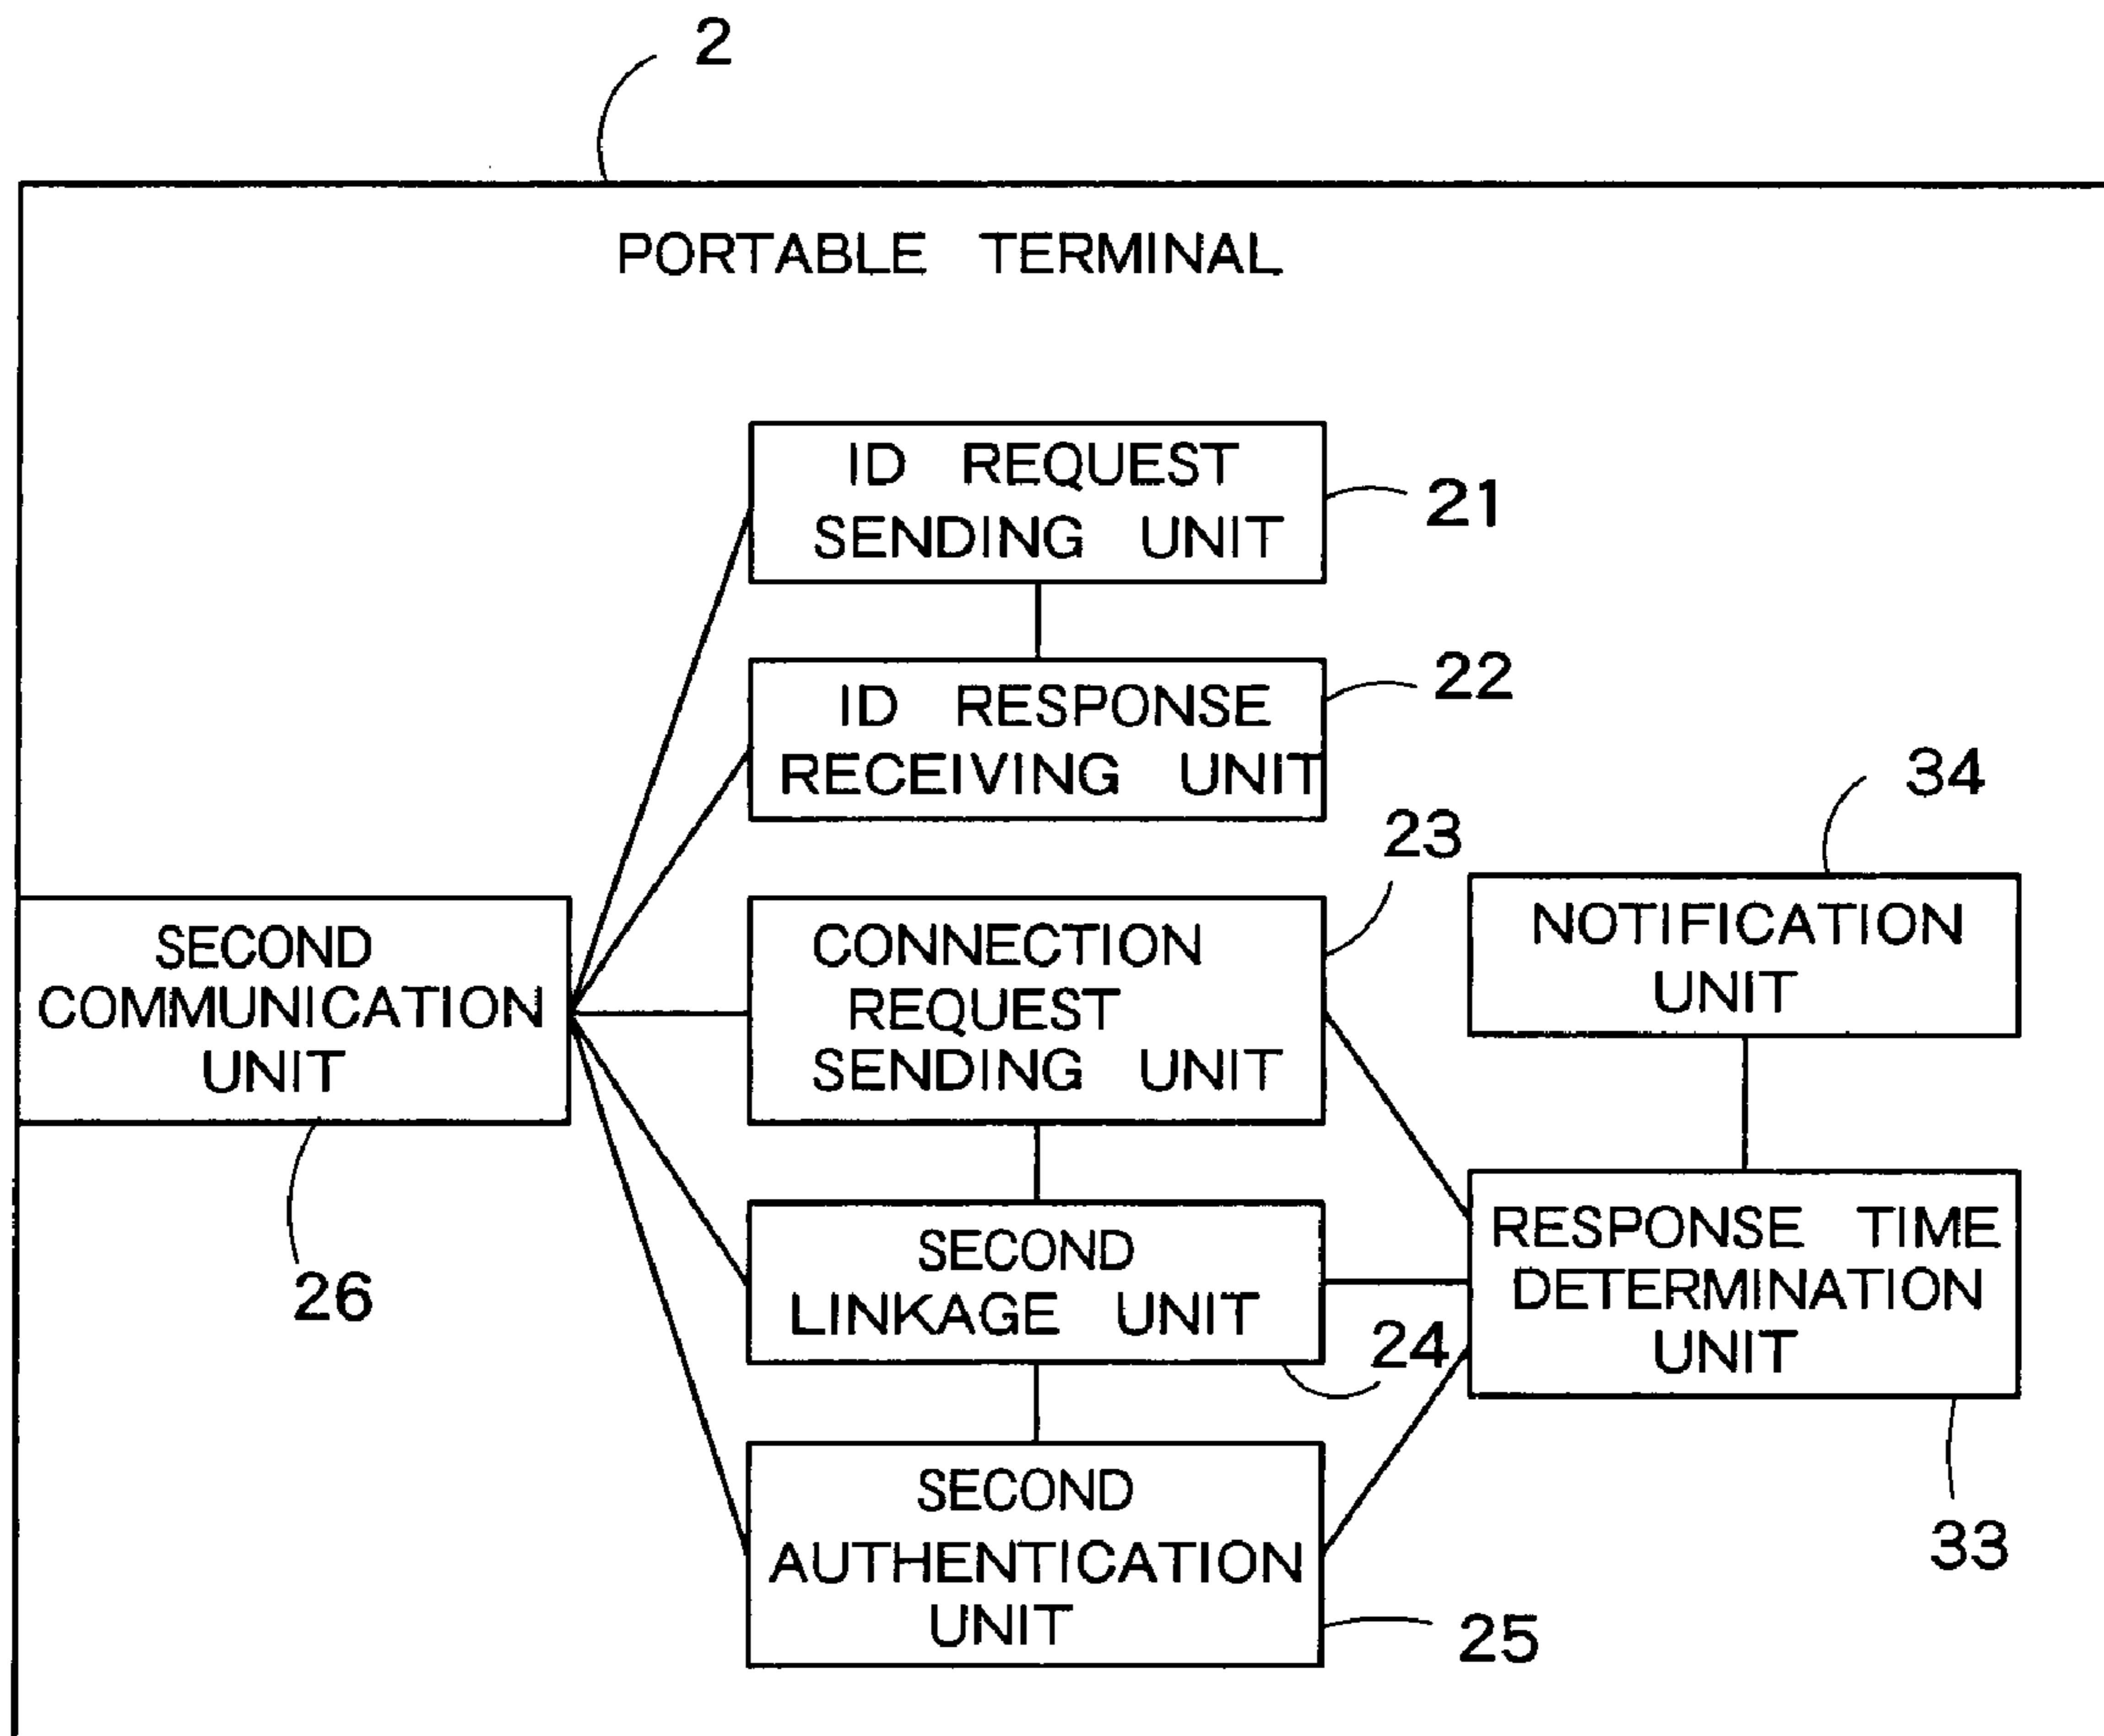 2
PORTABLE TERMINAL
ID REQUEST
SENDING UNIT
21
ID RESPONSE
RECEIVING UNIT
22
CONNECTION
REQUEST
SENDING UNIT
23
NOTIFICATION
UNIT
34
SECOND
COMMUNICATION
UNIT
26
SECOND
LINKAGE UNIT
24
RESPONSE TIME
DETERMINATION
UNIT
33
SECOND
AUTHENTICATION
UNIT
25